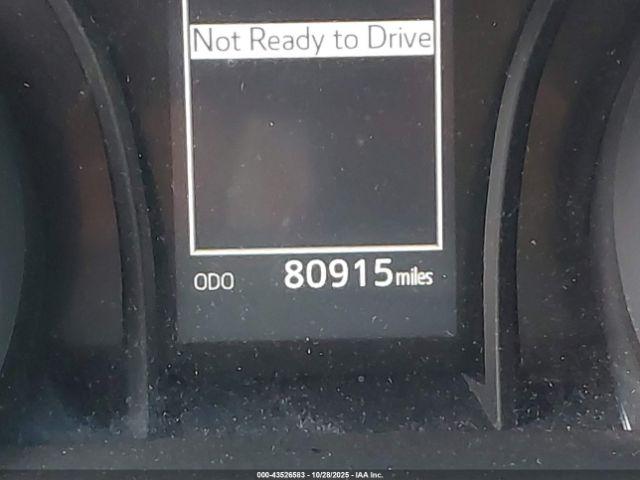 Not Ready to Drive
ODO 80915 miles
000-43526583 - 10/28/2025 - IAA Inc.